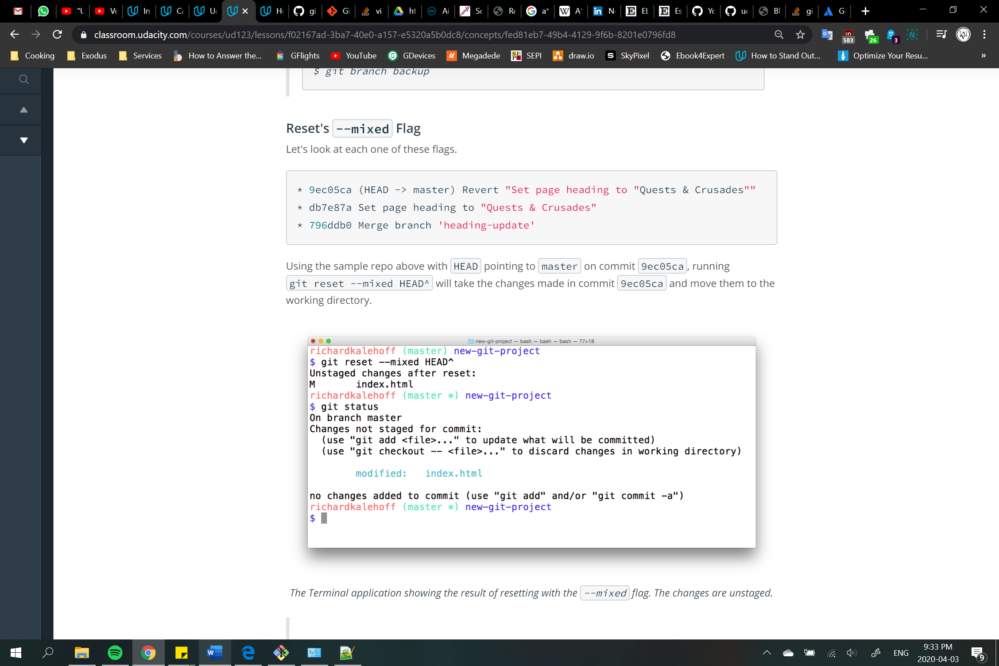 "U
Ve
In
Ca
Ud
H
gi
Gi
vi
ht
Ai
Sc
Re
a*
A*
N
EL
Es
Yo
ud
Bl
gi
Gi
classroom.udacity.com/courses/ud123/lessons/f02167ad-3ba7-40e0-a157-e5320a5b0dc8/concepts/fed81eb7-49b4-4129-9f6b-8201e0796fd8
583
26
3
Cooking
Exodus
Services
How to Answer the...
GFlights
YouTube
GDevices
Megadede
SEPI
draw.io
SkyPixel
Ebook4Expert
How to Stand Out...
Optimize Your Resu...
»
$ git branch backup
Reset's --mixed Flag
Let's look at each one of these flags.
* 9ec05ca (HEAD -> master) Revert "Set page heading to "Quests & Crusades""
* db7e87a Set page heading to "Quests & Crusades"
* 796ddb0 Merge branch 'heading-update'
Using the sample repo above with HEAD pointing to master on commit 9ec05ca, running
git reset --mixed HEAD^ will take the changes made in commit 9ec05ca and move them to the
working directory.
new-git-project — bash — bash — bash — 77×18
richardkalehoff (master) new-git-project
$ git reset --mixed HEAD^
Unstaged changes after reset:
M index.html
richardkalehoff (master *) new-git-project
$ git status
On branch master
Changes not staged for commit:
(use "git add <file>..." to update what will be committed)
(use "git checkout -- <file>..." to discard changes in working directory)
modified: index.html
no changes added to commit (use "git add" and/or "git commit -a")
richardkalehoff (master *) new-git-project
$
The Terminal application showing the result of resetting with the --mixed flag. The changes are unstaged.
ENG
9:33 PM
2020-04-03
9